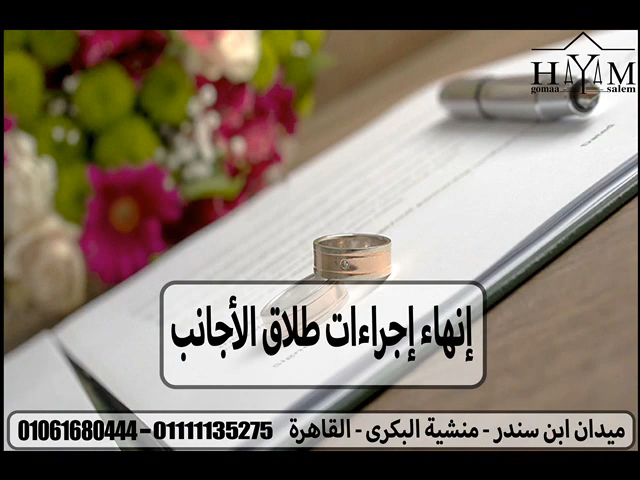 HAYAM
gomaa salem
إنهاء إجراءات طلاق الأجانب
ميدان ابن سندر - منشية البكرى - القاهرة 01111135275 - 01061680444